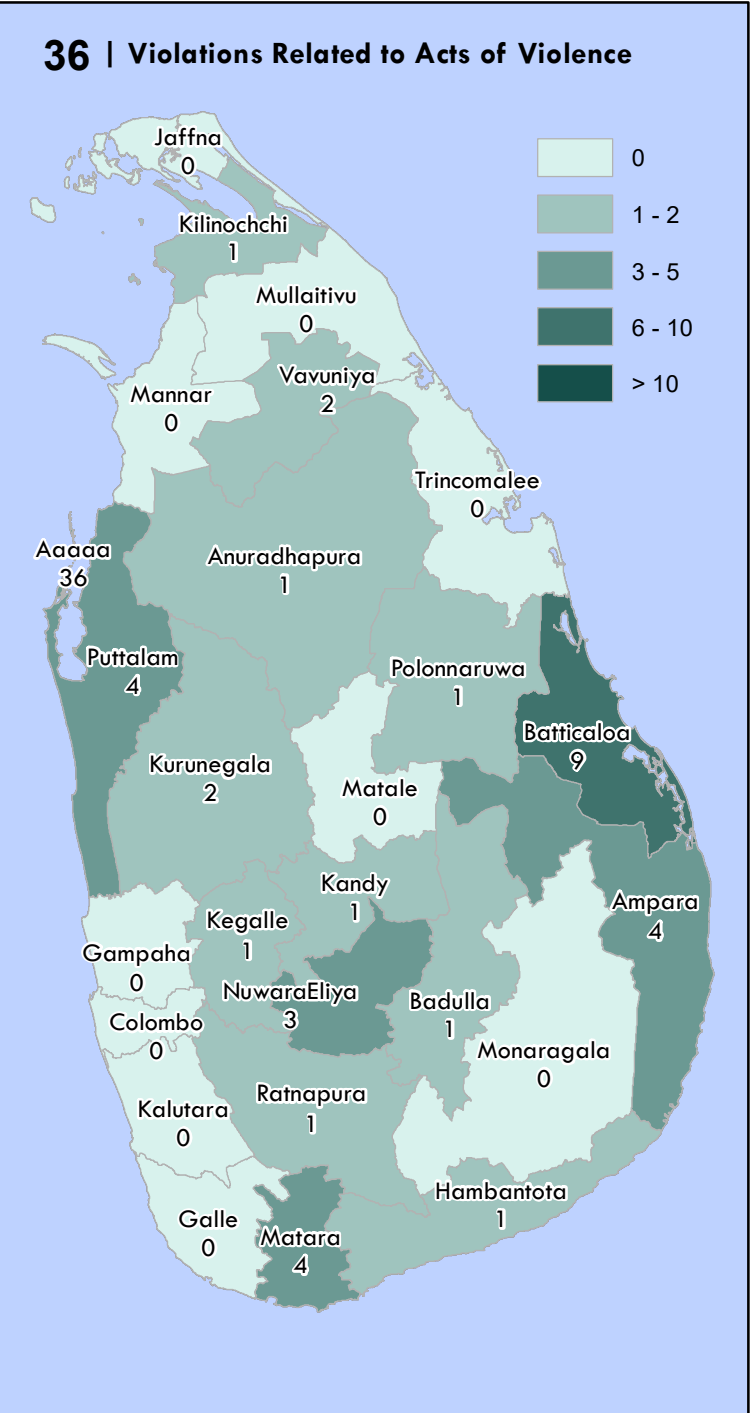 36 | Violations Related to Acts of Violence
0
1 - 2
3 - 5
6 - 10
> 10
Jaffna
0
Kilinochchi
1
Mullaitivu
0
Vavuniya
2
Mannar
0
Trincomalee
0
Aaaaa
36
Anuradhapura
1
Puttalam
4
Polonnaruwa
1
Batticaloa
9
Kurunegala
2
Matale
0
Kandy
1
Ampara
4
Kegalle
1
Gampaha
0
NuwaraEliya
3
Badulla
1
Colombo
0
Monaragala
0
Ratnapura
1
Kalutara
0
Hambantota
1
Galle
0
Matara
4